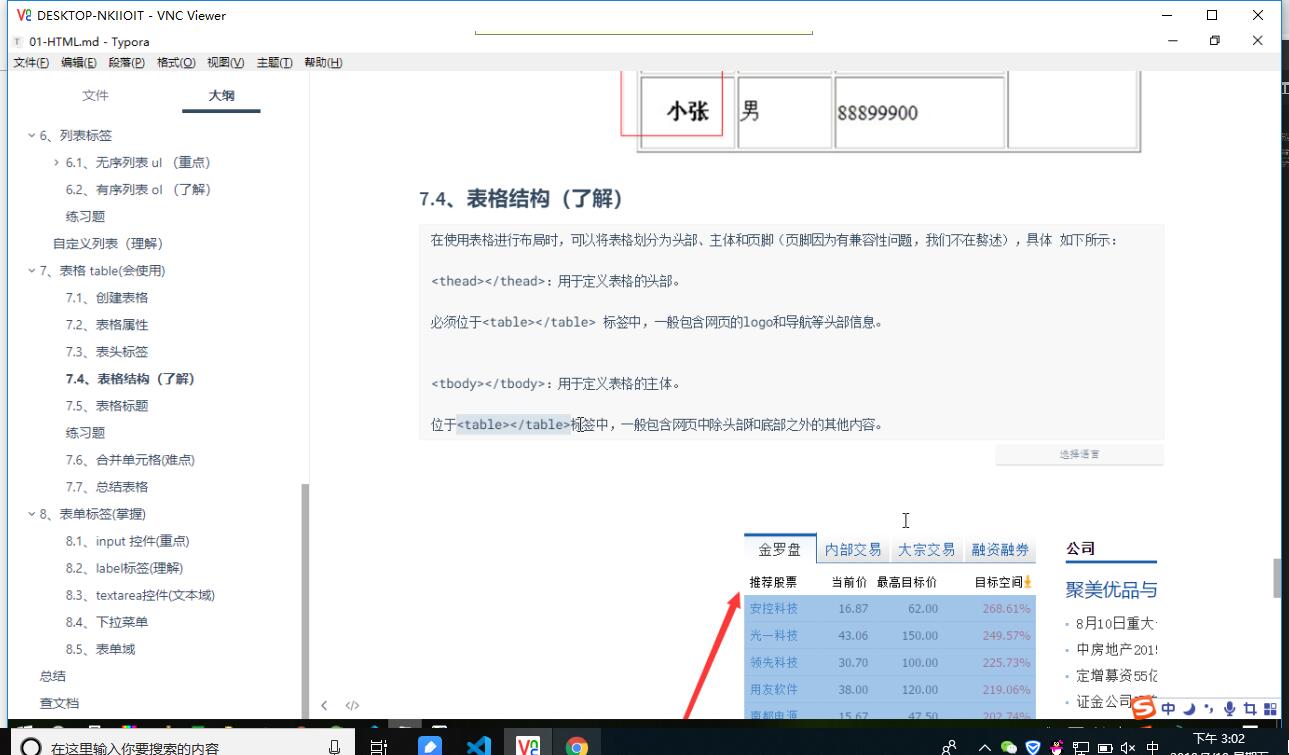 DESKTOP-NKIIOIT - VNC Viewer
01-HTML.md - Typora
文件(F) 编辑(E) 段落(P) 格式(O) 视图(V) 主题(T) 帮助(H)
文件 大纲
6、列表标签
6.1、无序列表 ul （重点）
6.2、有序列表 ol （了解）
练习题
自定义列表（理解）
7、表格 table(会使用)
7.1、创建表格
7.2、表格属性
7.3、表头标签
7.4、表格结构（了解）
7.5、表格标题
练习题
7.6、合并单元格(难点)
7.7、总结表格
8、表单标签(掌握)
8.1、input 控件(重点)
8.2、label标签(理解)
8.3、textarea控件(文本域)
8.4、下拉菜单
8.5、表单域
总结
查文档
小张 男 88899900
7.4、表格结构（了解）
在使用表格进行布局时，可以将表格划分为头部、主体和页脚（页脚因为有兼容性问题，我们不在赘述），具体 如下所示：
<thead></thead>：用于定义表格的头部。
必须位于<table></table> 标签中，一般包含网页的logo和导航等头部信息。
<tbody></tbody>：用于定义表格的主体。
位于<table></table>标签中，一般包含网页中除头部和底部之外的其他内容。
选择语言
金罗盘 内部交易 大宗交易 融资融券
推荐股票 当前价 最高目标价 目标空间
安控科技 16.87 62.00 268.61%
光一科技 43.06 150.00 249.57%
领先科技 30.70 100.00 225.73%
用友软件 38.00 120.00 219.06%
南都电源 15.67 47.50 202.74%
公司
聚美优品与
8月10日重大
中房地产201
定增募资55亿
证金公司
中
在这里输入你要搜索的内容
中
下午 3:02